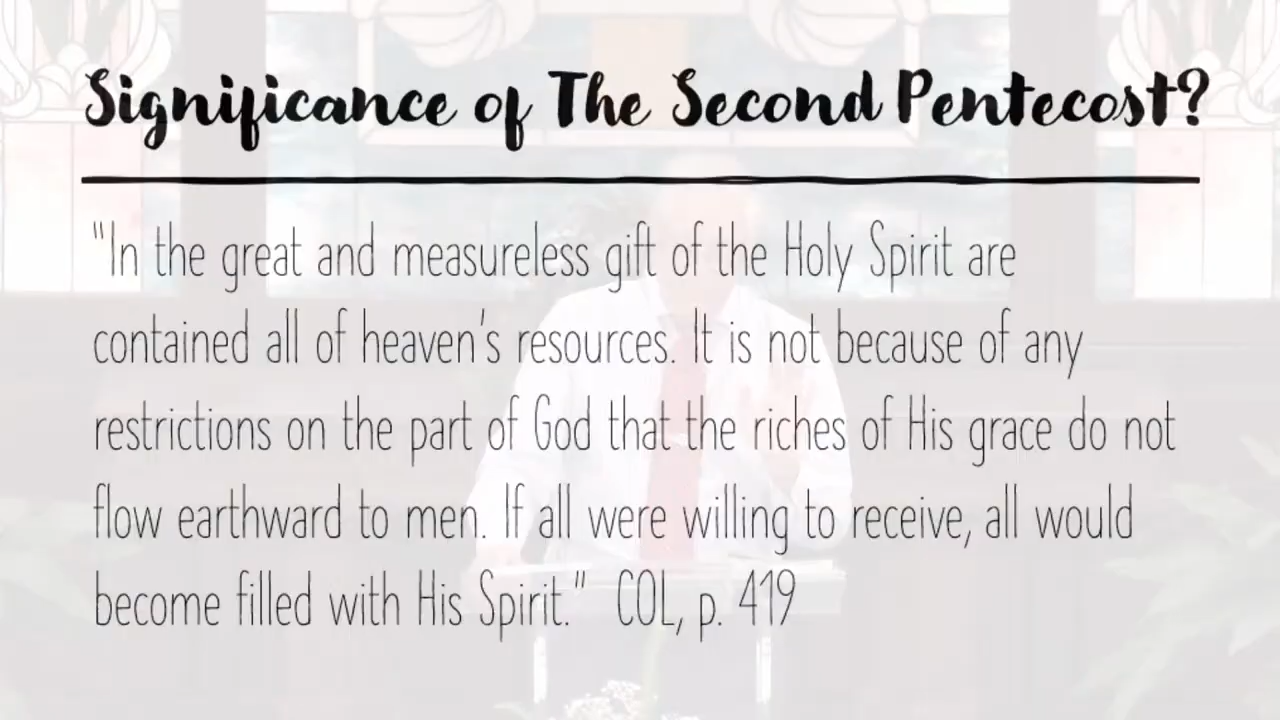 Significance of The Second Pentecost?
"In the great and measureless gift of the Holy Spirit are
contained all of heaven's resources. It is not because of any
restrictions on the part of God that the riches of His grace do not
flow earthward to men. If all were willing to receive, all would
become filled with His Spirit." COL, p. 419